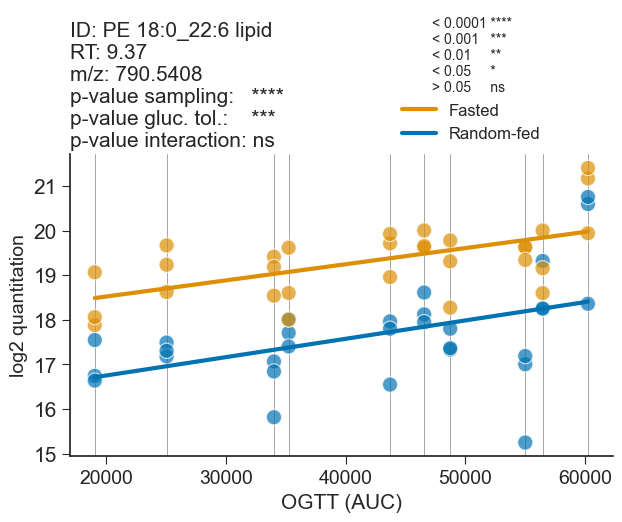 ID: PE 18:0_22:6 lipid
RT: 9.37
m/z: 790.5408
p-value sampling: ****
p-value gluc. tol.: ***
p-value interaction: ns
< 0.0001 ****
< 0.001 ***
< 0.01 **
< 0.05 *
> 0.05 ns
Fasted
Random-fed
log2 quantitation
21
20
19
18
17
16
15
20000 30000 40000 50000 60000
OGTT (AUC)